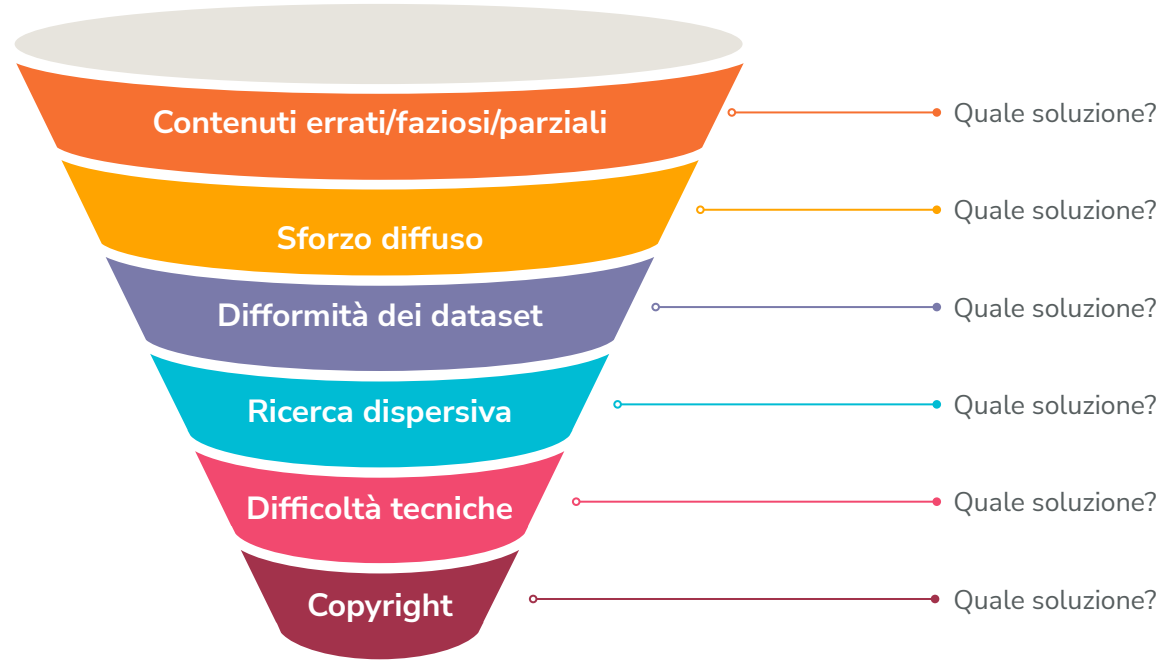 Contenuti errati/faziosi/parziali
Quale soluzione?
Sforzo diffuso
Quale soluzione?
Difformità dei dataset
Quale soluzione?
Ricerca dispersiva
Quale soluzione?
Difficoltà tecniche
Quale soluzione?
Copyright
Quale soluzione?